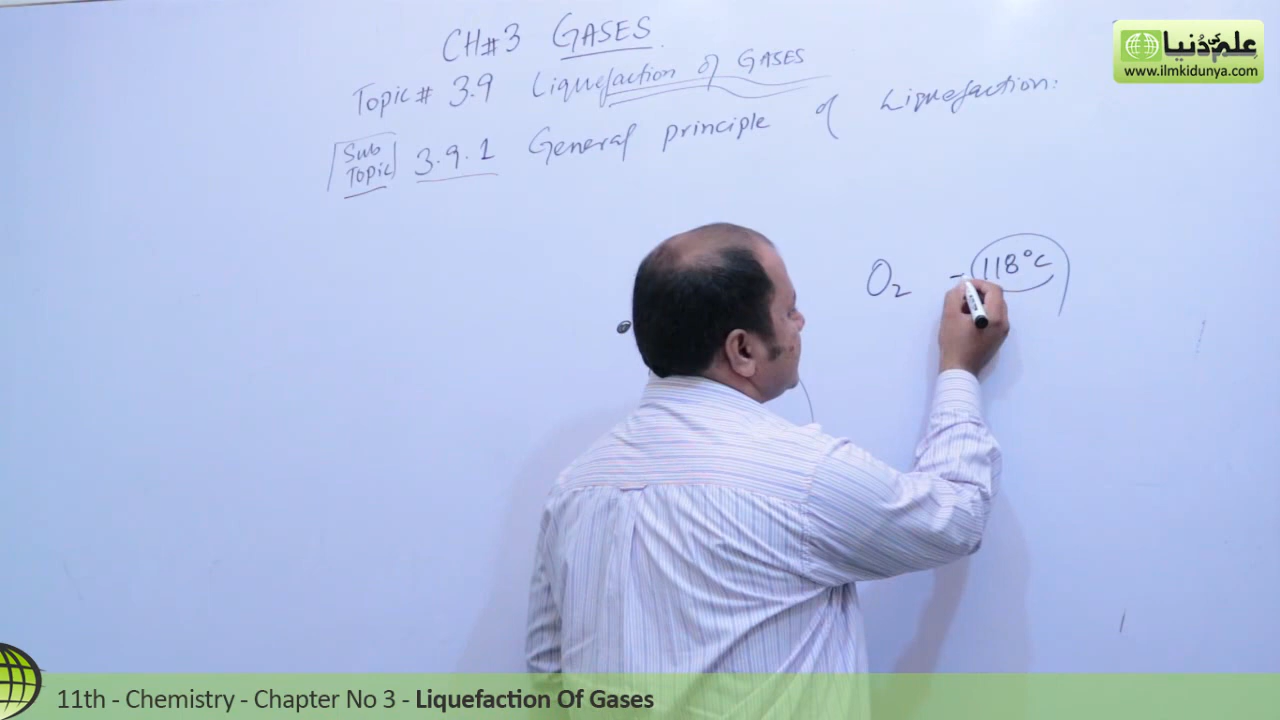 CH#3 GASES
Topic# 3.9 Liquefaction of GASES
Sub Topic 3.9.1 General principle of Liquefaction:
O2 -118°C
علم کی دُنیا
www.ilmkidunya.com
11th - Chemistry - Chapter No 3 - Liquefaction Of Gases